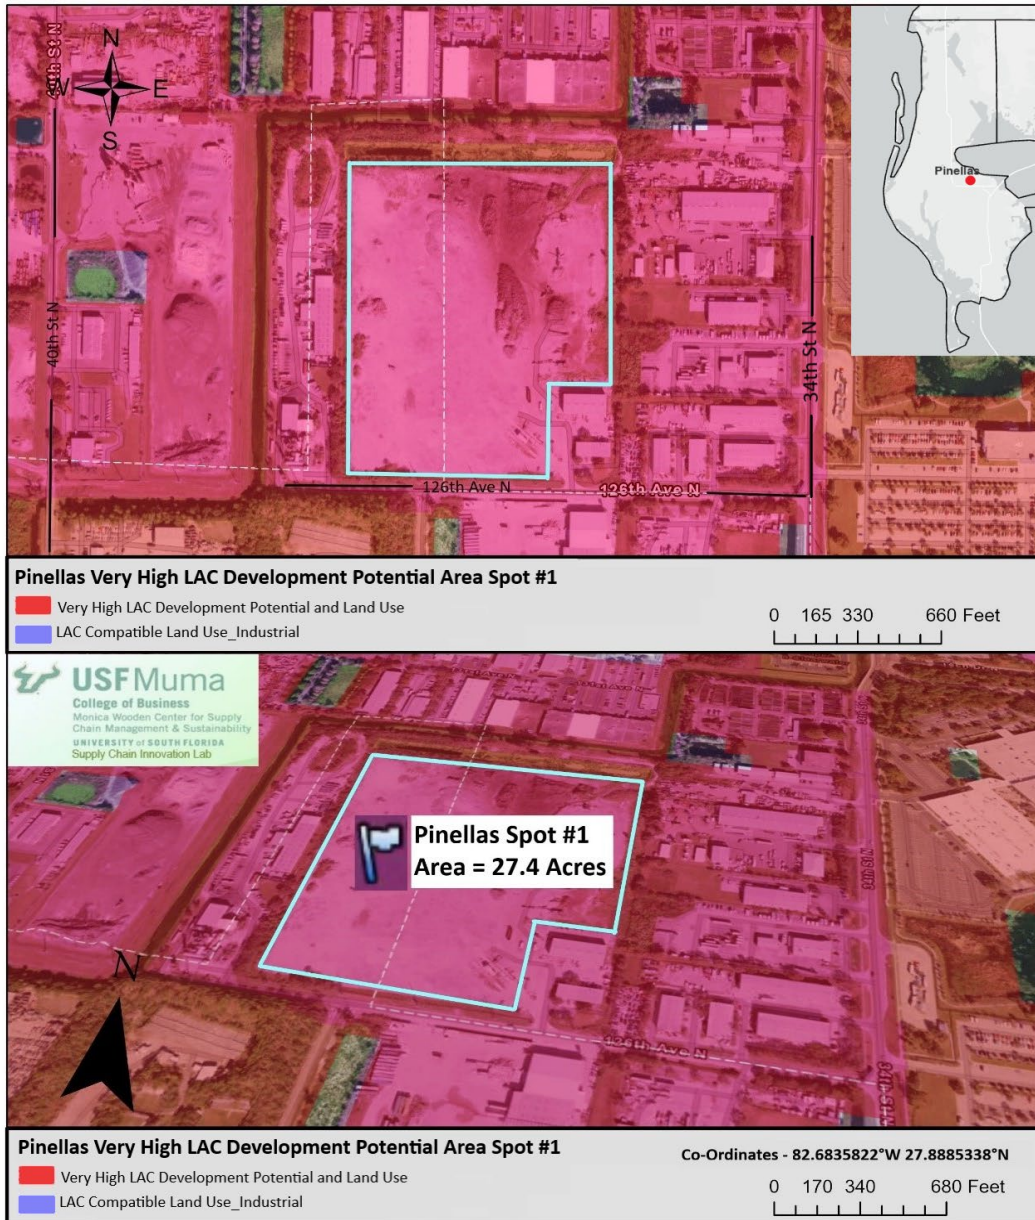 49th St N
N
W
E
S
Pinellas
40th St N
34th St N
126th Ave N
126th Ave N
Pinellas Very High LAC Development Potential Area Spot #1
Very High LAC Development Potential and Land Use
LAC Compatible Land Use_Industrial
0 165 330 660 Feet
USF Muma
College of Business
Monica Wooden Center for Supply
Chain Management & Sustainability
UNIVERSITY of SOUTH FLORIDA
Supply Chain Innovation Lab
Pinellas Spot #1
Area = 27.4 Acres
34th St N
N
126th Ave N
34th St N
Pinellas Very High LAC Development Potential Area Spot #1
Co-Ordinates - 82.6835822°W 27.8885338°N
Very High LAC Development Potential and Land Use
LAC Compatible Land Use_Industrial
0 170 340 680 Feet